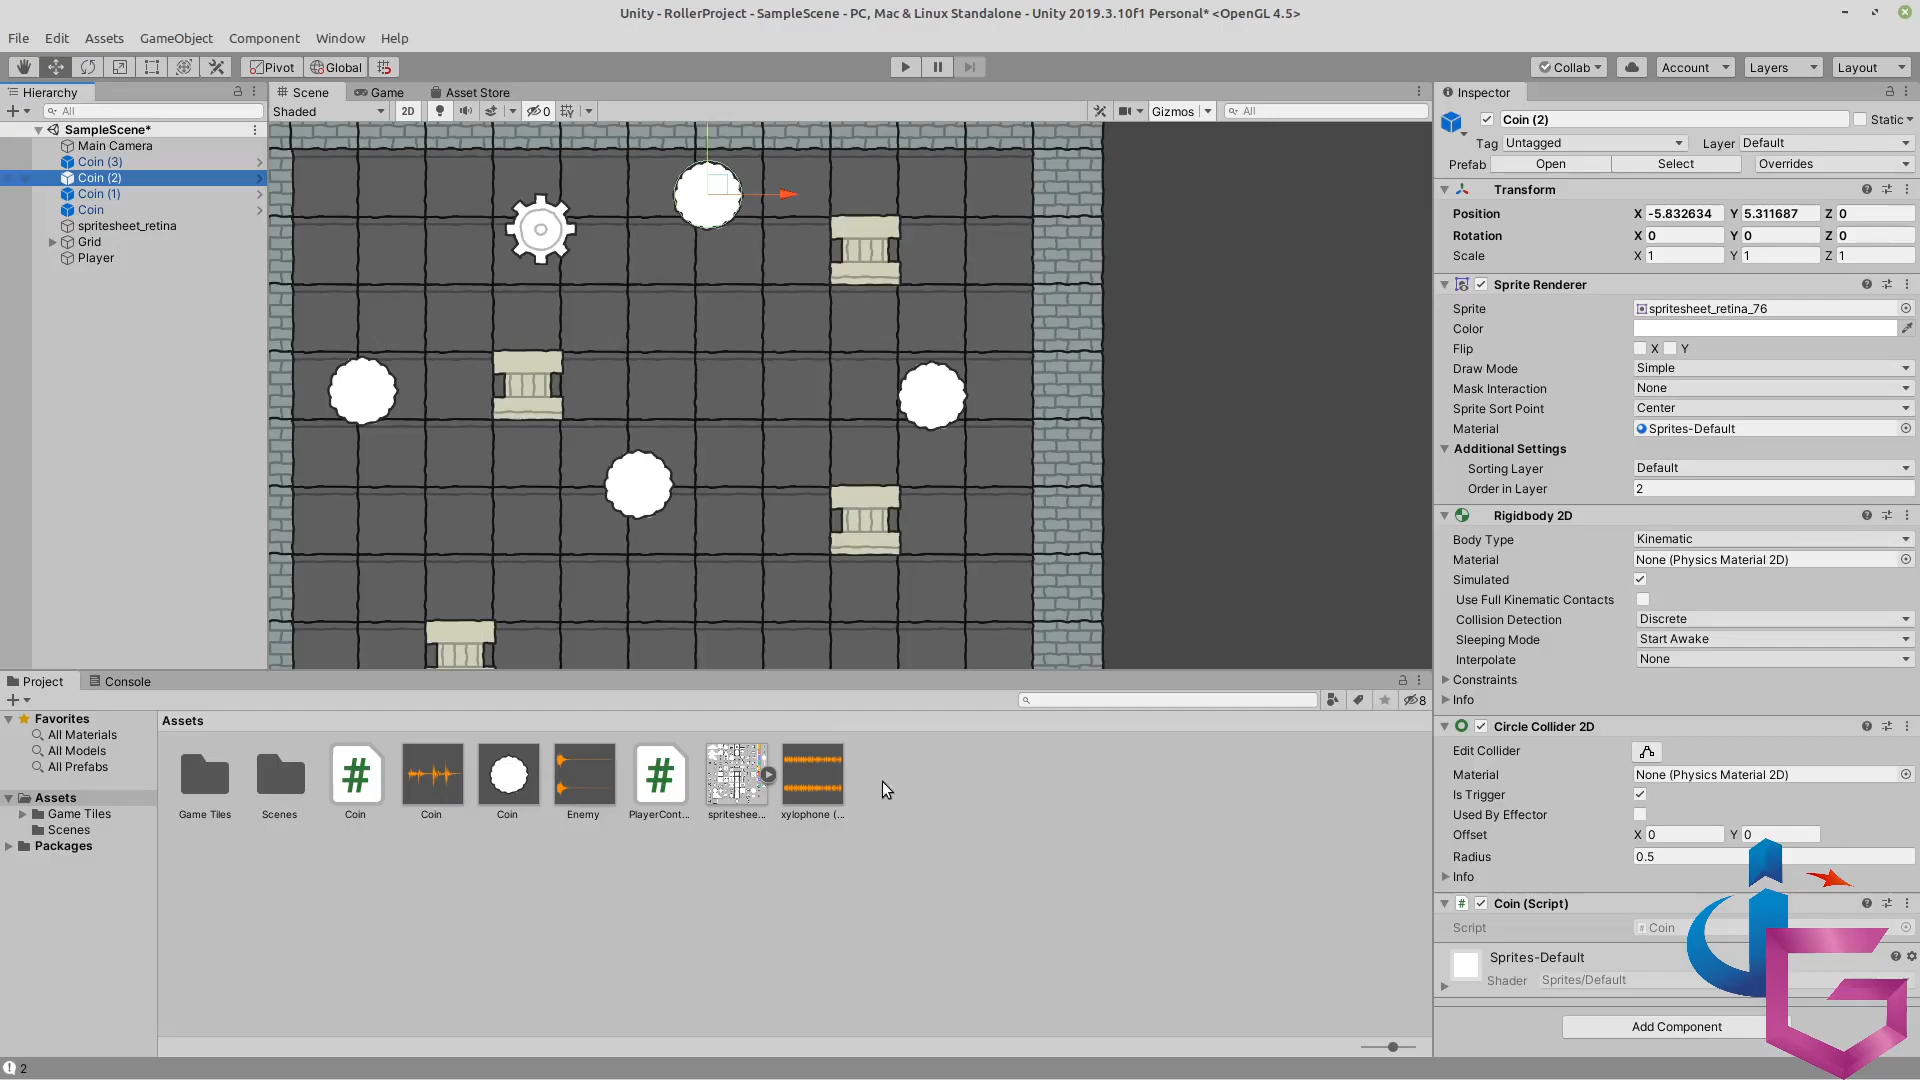 Unity - RollerProject - SampleScene - PC, Mac & Linux Standalone - Unity 2019.3.10f1 Personal* <OpenGL 4.5>
File Edit Assets GameObject Component Window Help
Pivot Global Collab Account Layers Layout
Hierarchy
All
SampleScene*
Main Camera
Coin (3)
Coin (2)
Coin (1)
Coin
spritesheet_retina
Grid
Player
Scene Game Asset Store
Shaded 2D 0 Gizmos All
Inspector
Coin (2) Static
Tag Untagged Layer Default
Prefab Open Select Overrides
Transform
Position X -5.832634 Y 5.311687 Z 0
Rotation X 0 Y 0 Z 0
Scale X 1 Y 1 Z 1
Sprite Renderer
Sprite spritesheet_retina_76
Color
Flip X Y
Draw Mode Simple
Mask Interaction None
Sprite Sort Point Center
Material Sprites-Default
Additional Settings
Sorting Layer Default
Order in Layer 2
Rigidbody 2D
Body Type Kinematic
Material None (Physics Material 2D)
Simulated
Use Full Kinematic Contacts
Collision Detection Discrete
Sleeping Mode Start Awake
Interpolate None
Constraints
Info
Circle Collider 2D
Edit Collider
Material None (Physics Material 2D)
Is Trigger
Used By Effector
Offset X 0 Y 0
Radius 0.5
Info
# Coin (Script)
Script # Coin
Sprites-Default
Shader Sprites/Default
Add Component
Project Console
8
Favorites
All Materials
All Models
All Prefabs
Assets
Game Tiles
Scenes
Packages
Assets
# #
Game Tiles Scenes Coin Coin Coin Enemy PlayerCont... spriteshee... xylophone (...
2